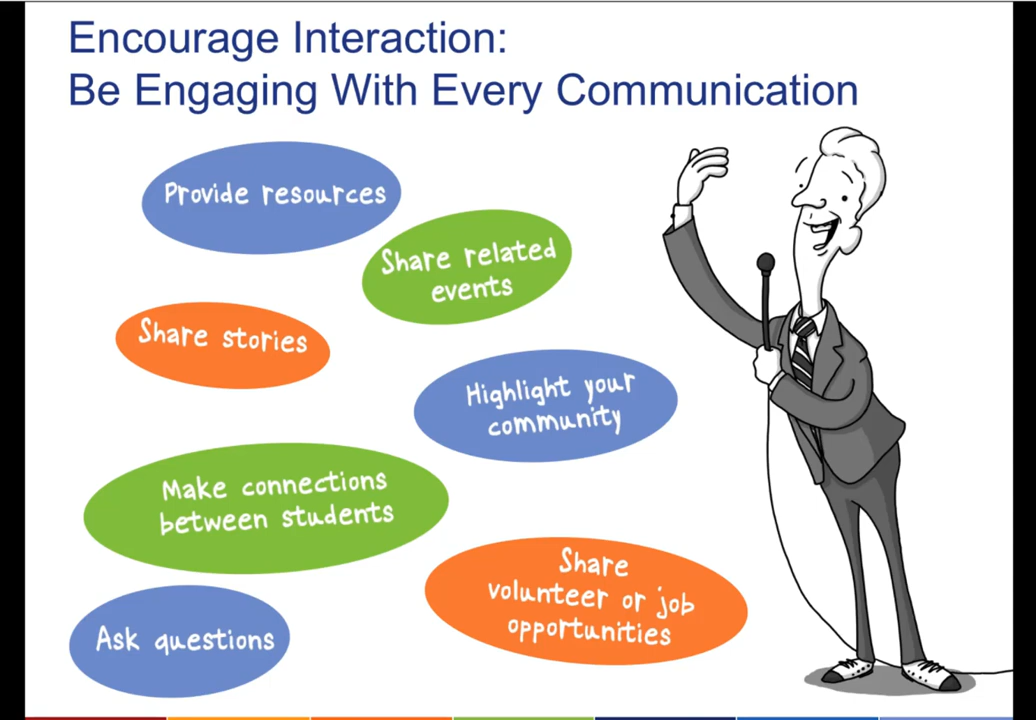 Encourage Interaction:
Be Engaging With Every Communication
Provide resources
Share related
events
Share stories
Highlight your
community
Make connections
between students
Share
volunteer or job
opportunities
Ask questions